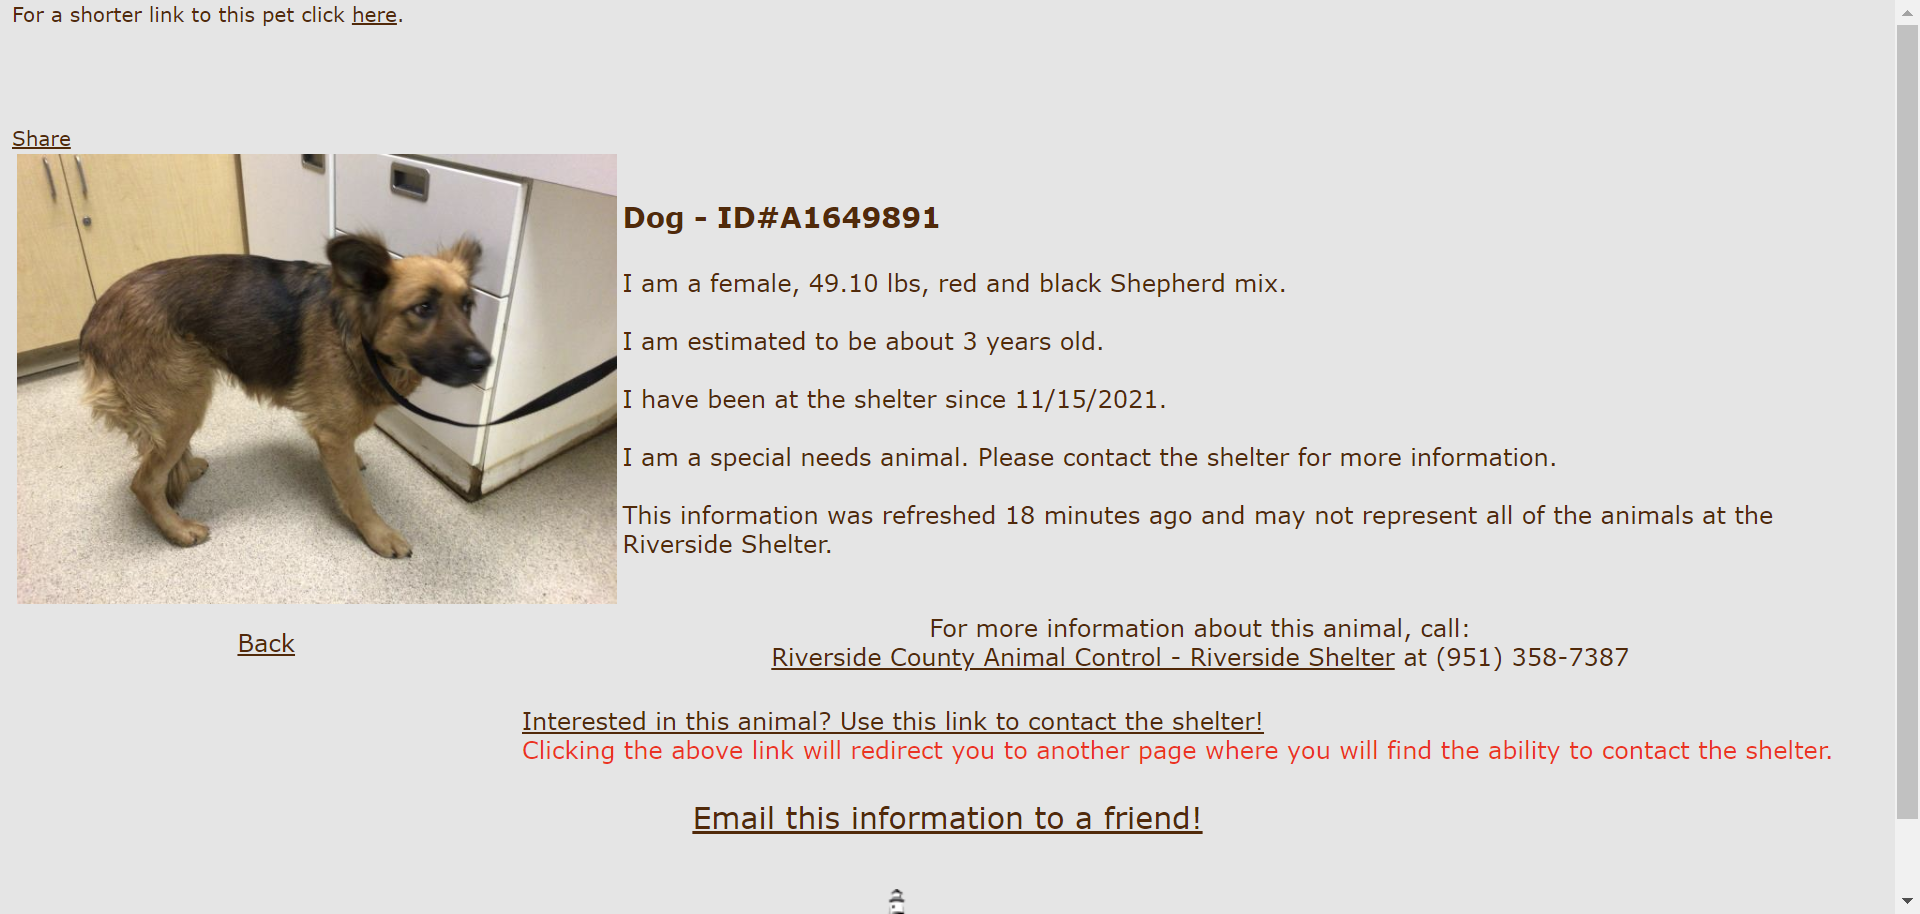 For a shorter link to this pet click here.
Share
Dog - ID#A1649891
I am a female, 49.10 lbs, red and black Shepherd mix.
I am estimated to be about 3 years old.
I have been at the shelter since 11/15/2021.
I am a special needs animal. Please contact the shelter for more information.
This information was refreshed 18 minutes ago and may not represent all of the animals at the
Riverside Shelter.
Back
For more information about this animal, call:
Riverside County Animal Control - Riverside Shelter at (951) 358-7387
Interested in this animal? Use this link to contact the shelter!
Clicking the above link will redirect you to another page where you will find the ability to contact the shelter.
Email this information to a friend!